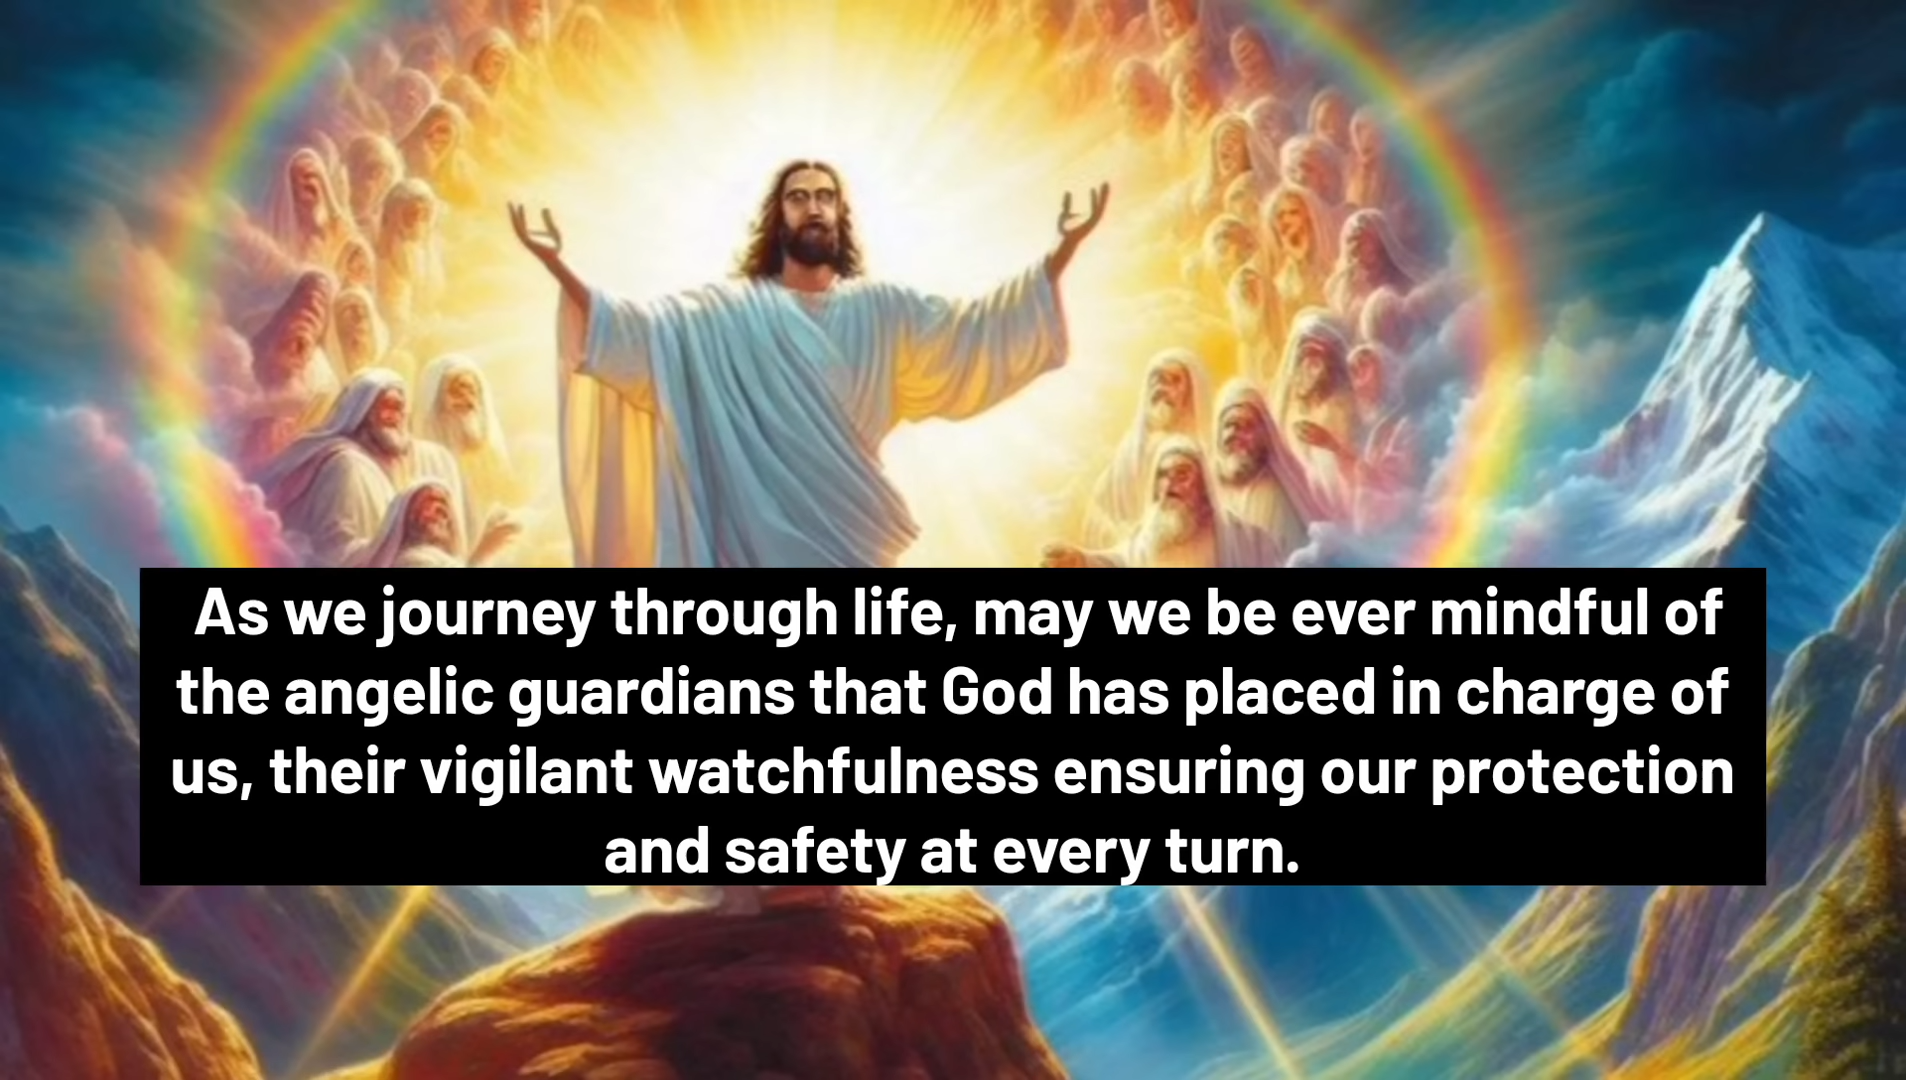 As we journey through life, may we be ever mindful of
the angelic guardians that God has placed in charge of
us, their vigilant watchfulness ensuring our protection
and safety at every turn.